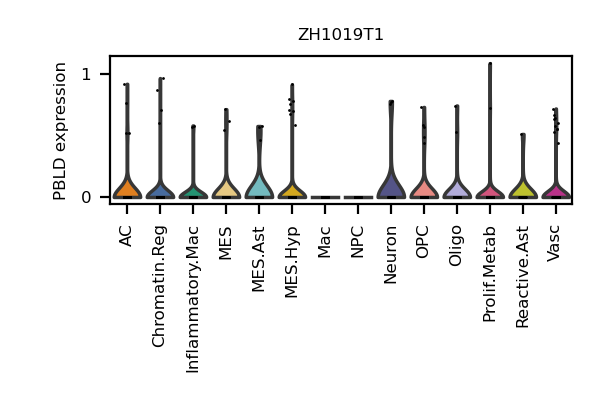 ZH1019T1
PBLD expression
1
0
AC
Chromatin.Reg
Inflammatory.Mac
MES
MES.Ast
MES.Hyp
Mac
NPC
Neuron
OPC
Oligo
Prolif.Metab
Reactive.Ast
Vasc